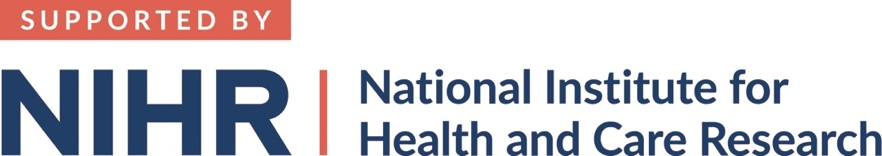 SUPPORTED BY
NIHR
National Institute for
Health and Care Research